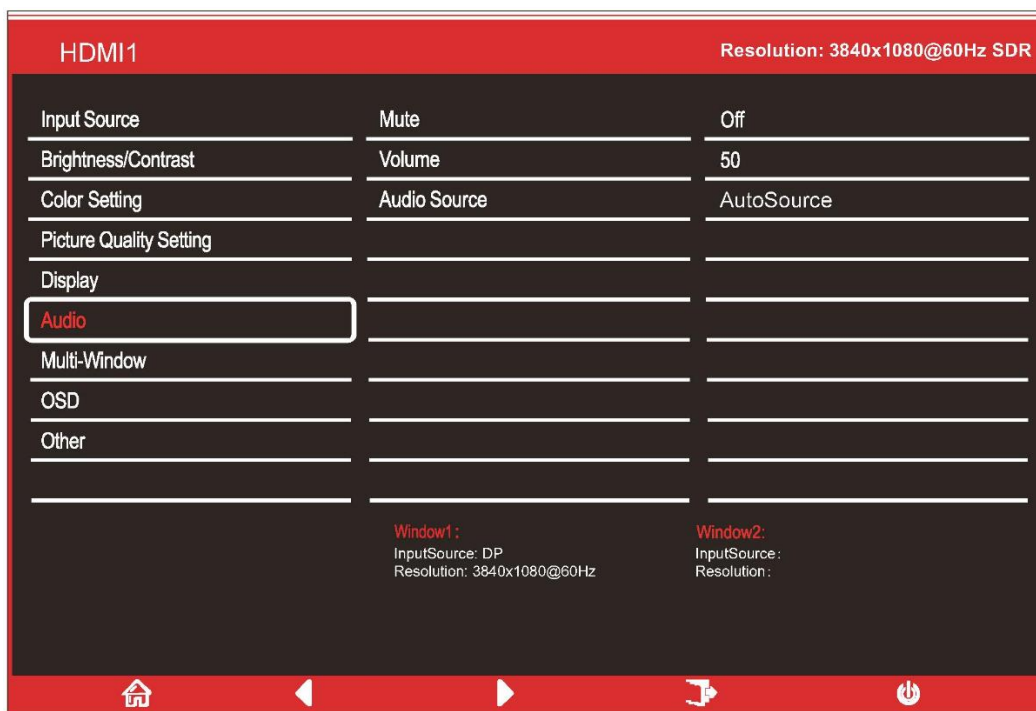 HDMI1 Resolution: 3840x1080@60Hz SDR
Input Source Mute Off
Brightness/Contrast Volume 50
Color Setting Audio Source AutoSource
Picture Quality Setting
Display
Audio
Multi-Window
OSD
Other
Window1: Window2:
InputSource: DP InputSource:
Resolution: 3840x1080@60Hz Resolution: